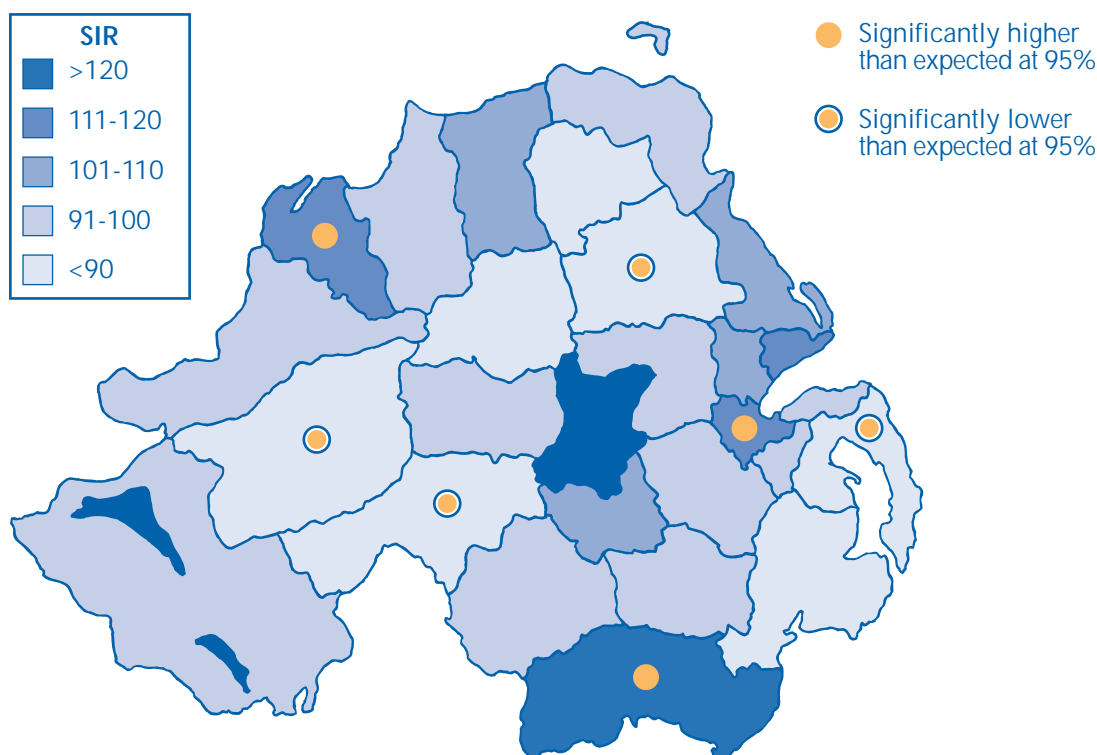 SIR
>120
111-120
101-110
91-100
<90
Significantly higher
than expected at 95%
Significantly lower
than expected at 95%